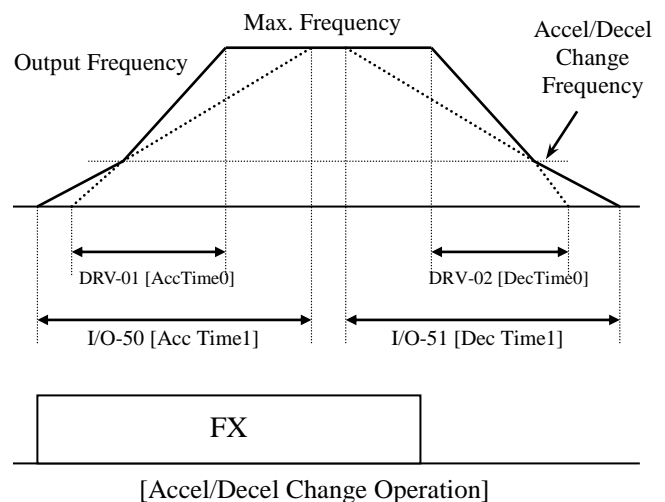 Max. Frequency
Output Frequency
Accel/Decel
Change
Frequency
DRV-01 [AccTime0]
DRV-02 [DecTime0]
I/O-50 [Acc Time1]
I/O-51 [Dec Time1]
FX
[Accel/Decel Change Operation]